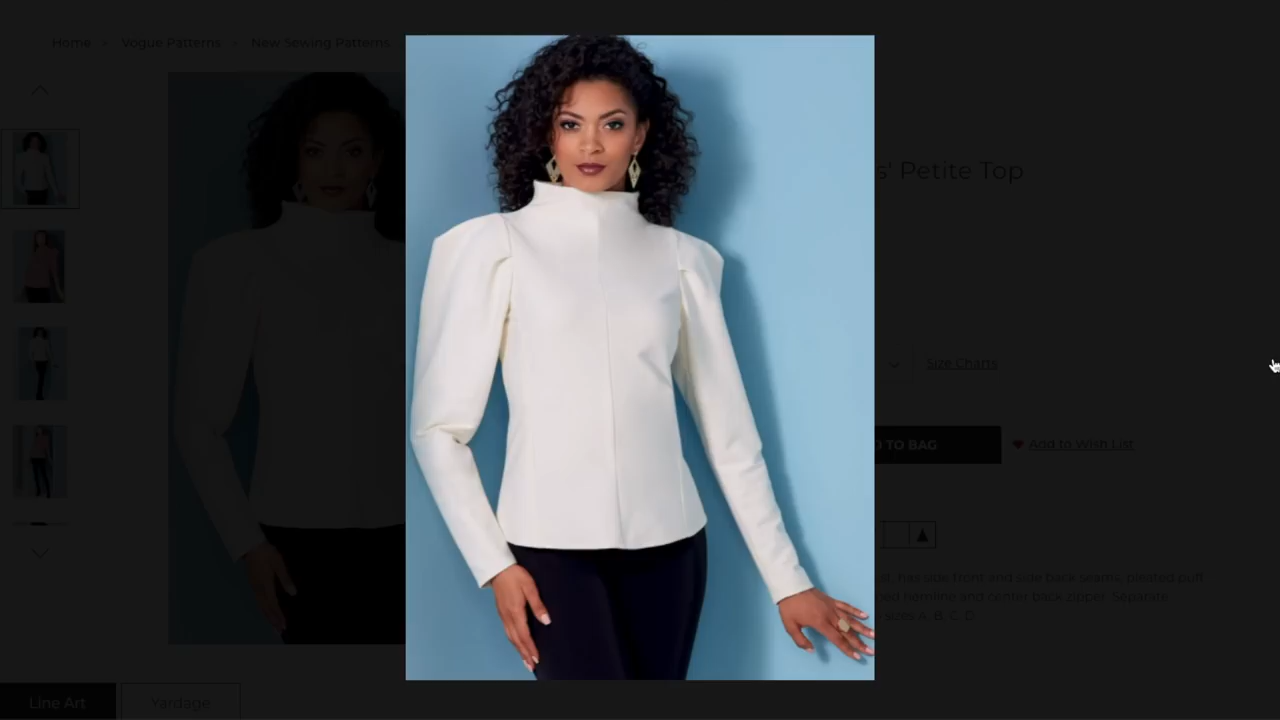 Home > Vogue Patterns > New Sewing Patterns
s' Petite Top
Size Charts
TO BAG
Add to Wish List
has side front and side back seams, pleated puff
hemline and center back zipper. Separate
sizes A, B, C, D
Line Art
Yardage